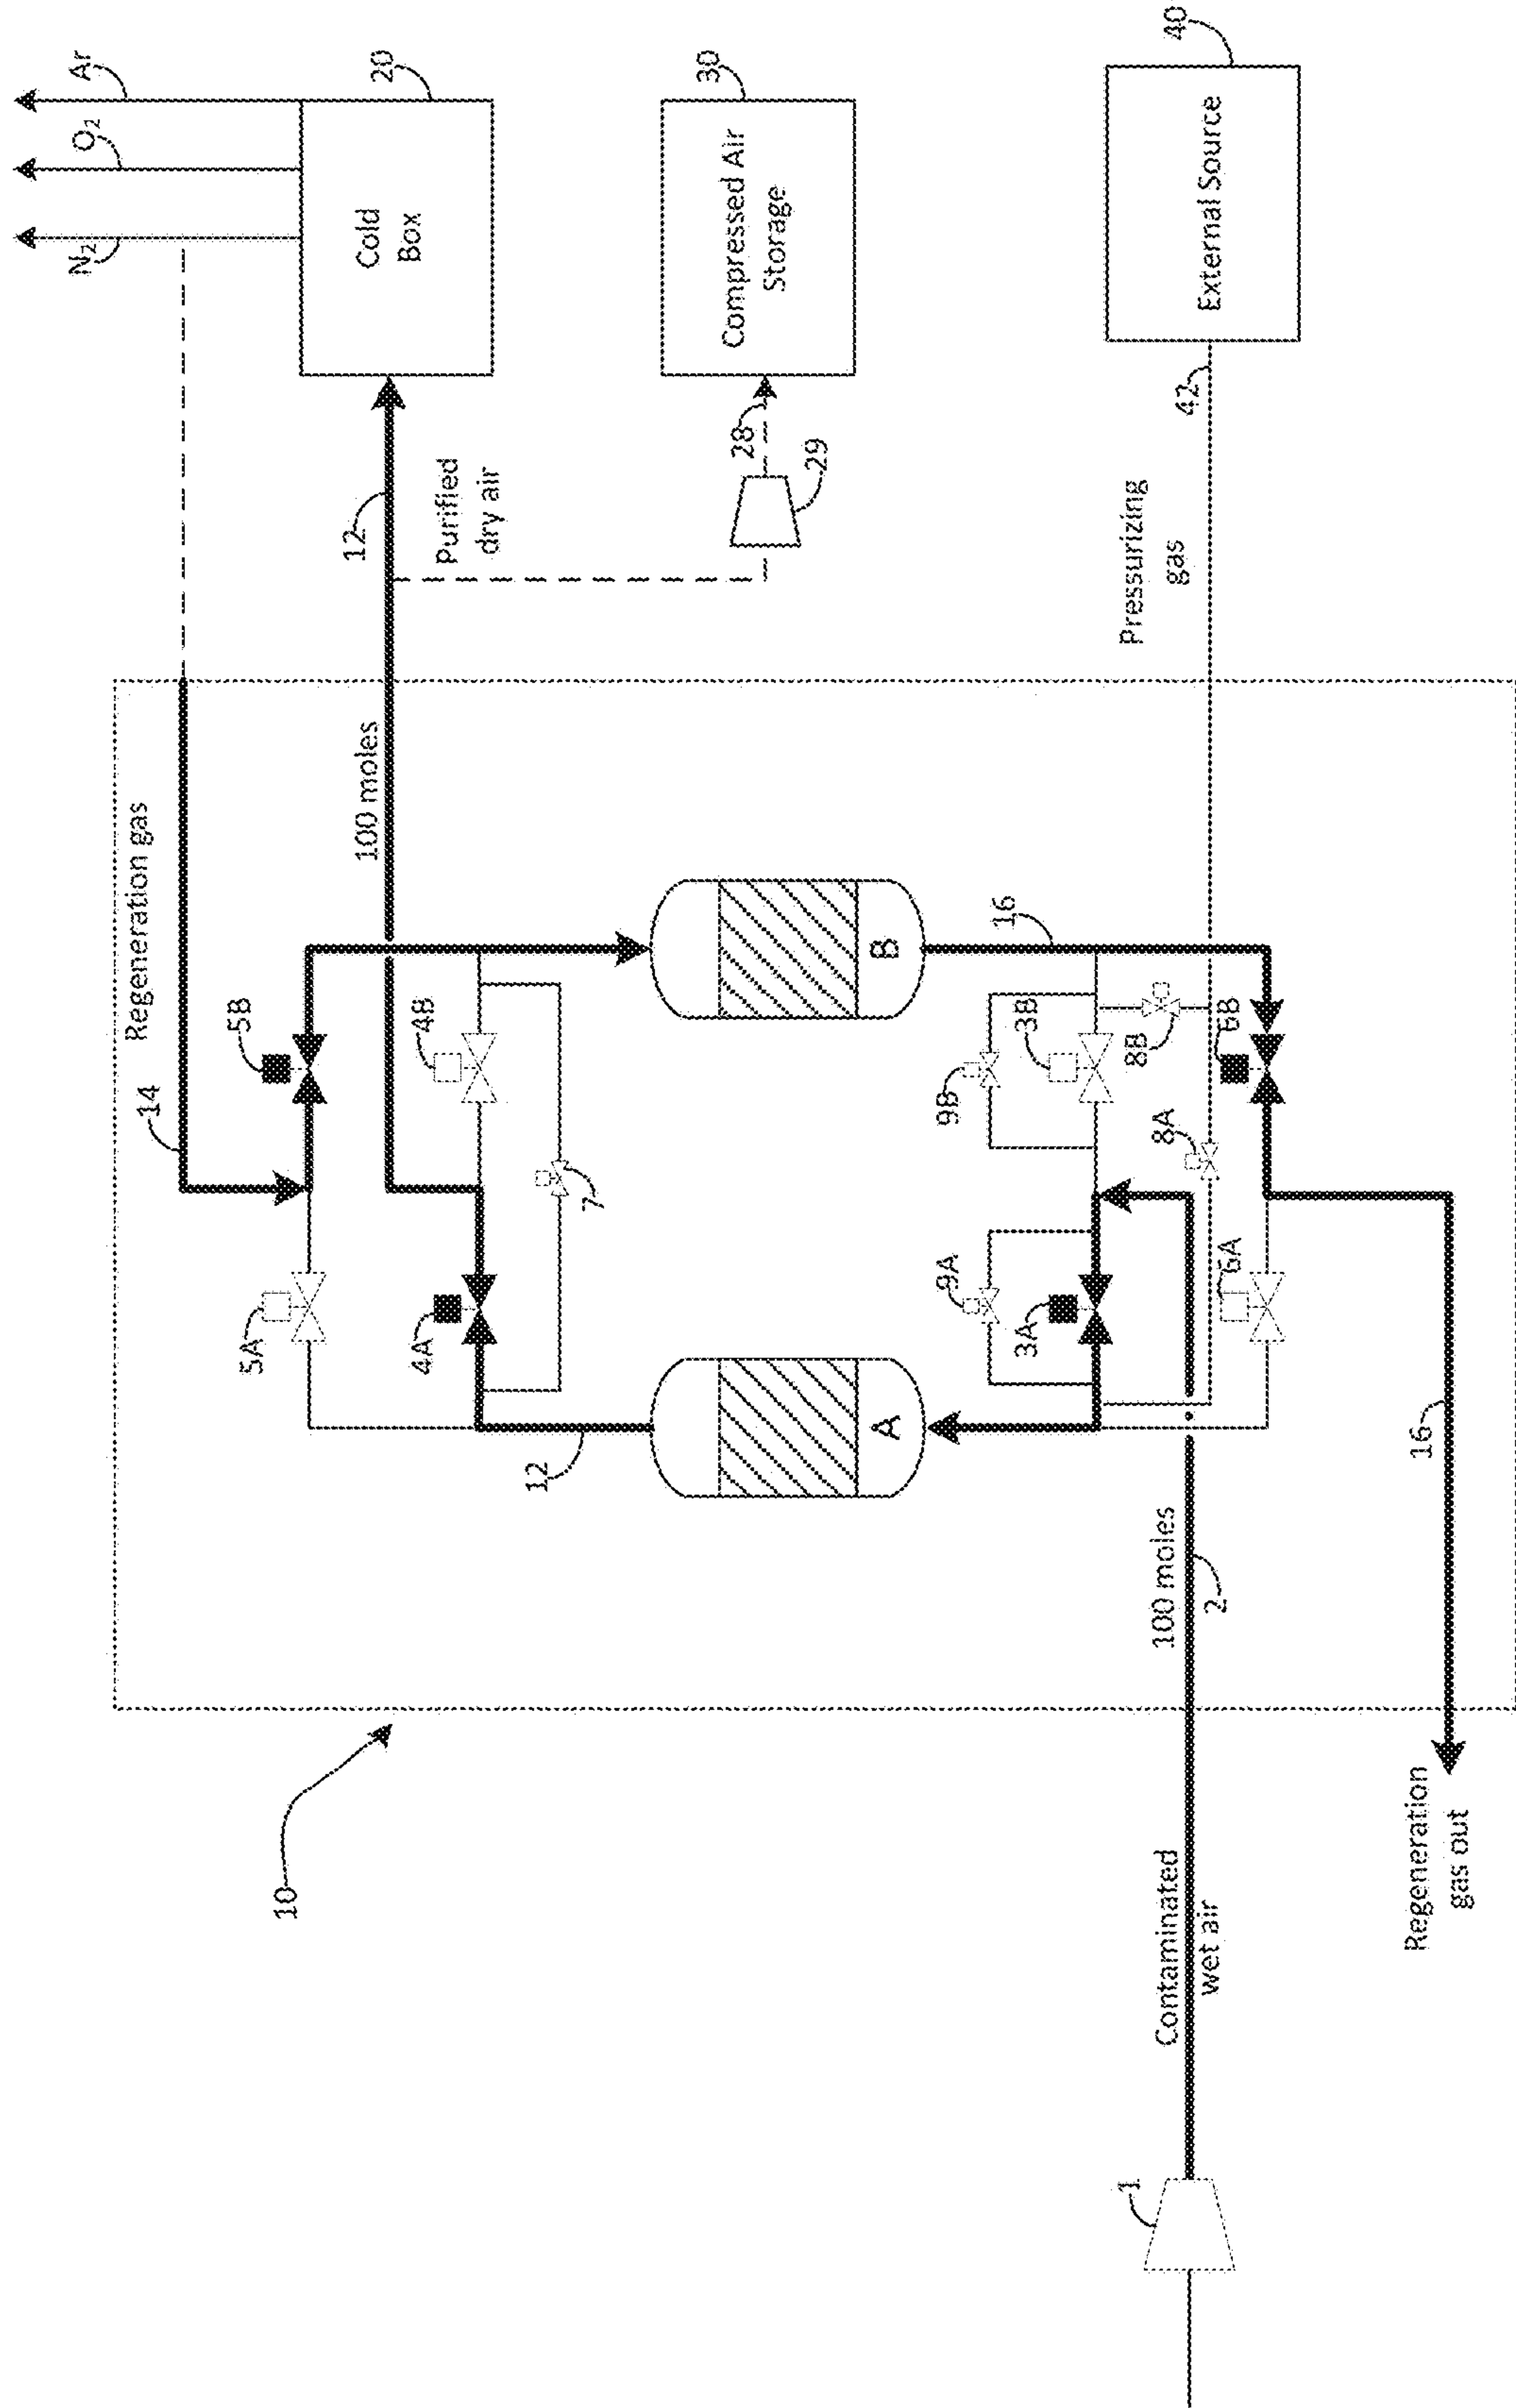 Ar
O₂
N₂
20
Cold
Box
30
Compressed Air
Storage
40
External Source
12
Purified
dry air
28
29
42
Pressurizing
gas
Regeneration gas
14
100 moles
5B
4B
5A
4A
7
12
A
B
16
9B
3B
8B
6B
8A
9A
3A
6A
16
100 moles
2
10
Contaminated
wet air
Regeneration
gas out
1